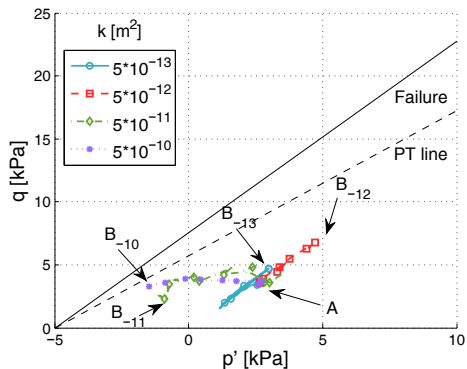 k [m²]
5*10⁻¹³
5*10⁻¹²
5*10⁻¹¹
5*10⁻¹⁰
Failure
PT line
B₋₁₂
B₋₁₃
B₋₁₀
B₋₁₁
A
q [kPa]
25
20
15
10
5
0
-5
0
5
10
p' [kPa]